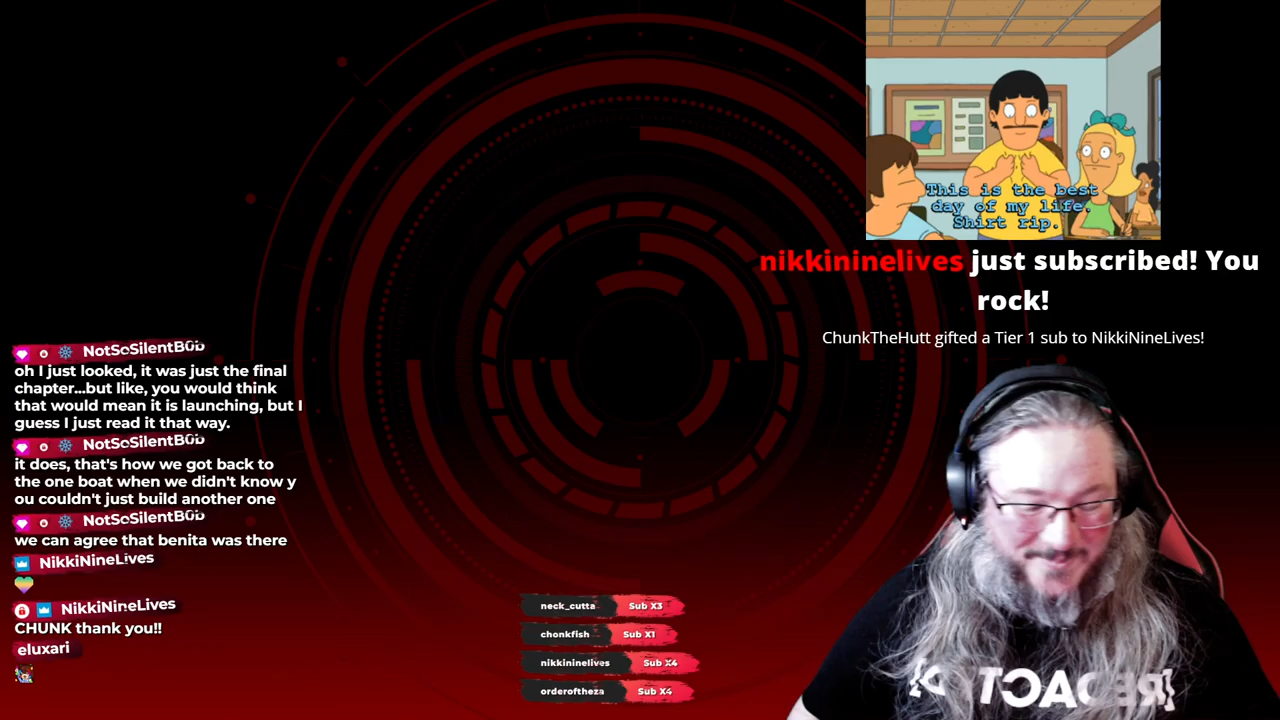 This is the best
day of my life.
Shirt rip.
nikkininelives just subscribed! You
rock!
ChunkTheHutt gifted a Tier 1 sub to NikkiNineLives!
NotSoSilentB0b
oh I just looked, it was just the final
chapter...but like, you would think
that would mean it is launching, but I
guess I just read it that way.
NotSoSilentB0b
it does, that's how we got back to
the one boat when we didn't know y
ou couldn't just build another one
NotSoSilentB0b
we can agree that benita was there
NikkiNineLives
NikkiNineLives
CHUNK thank you!!
eluxari
neck_cutta Sub X3
chonkfish Sub X1
nikkininelives Sub X4
orderoftheza Sub X4